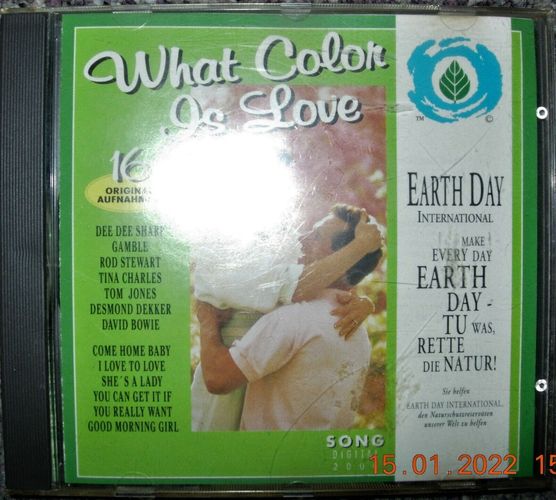 What Color
Is Love
16
ORIGINAL
AUFNAHMEN
DEE DEE SHARP
GAMBLE
ROD STEWART
TINA CHARLES
TOM JONES
DESMOND DEKKER
DAVID BOWIE
COME HOME BABY
I LOVE TO LOVE
SHE´S A LADY
YOU CAN GET IT IF
YOU REALLY WANT
GOOD MORNING GIRL
SONG
DIGITAL
TM ©
EARTH DAY
INTERNATIONAL
MAKE
EVERY DAY
EARTH
DAY -
TU WAS,
RETTE
DIE NATUR!
Sie helfen
EARTH DAY INTERNATIONAL,
den Naturschutzreservaten
unserer Welt zu helfen
15.01.2022 15